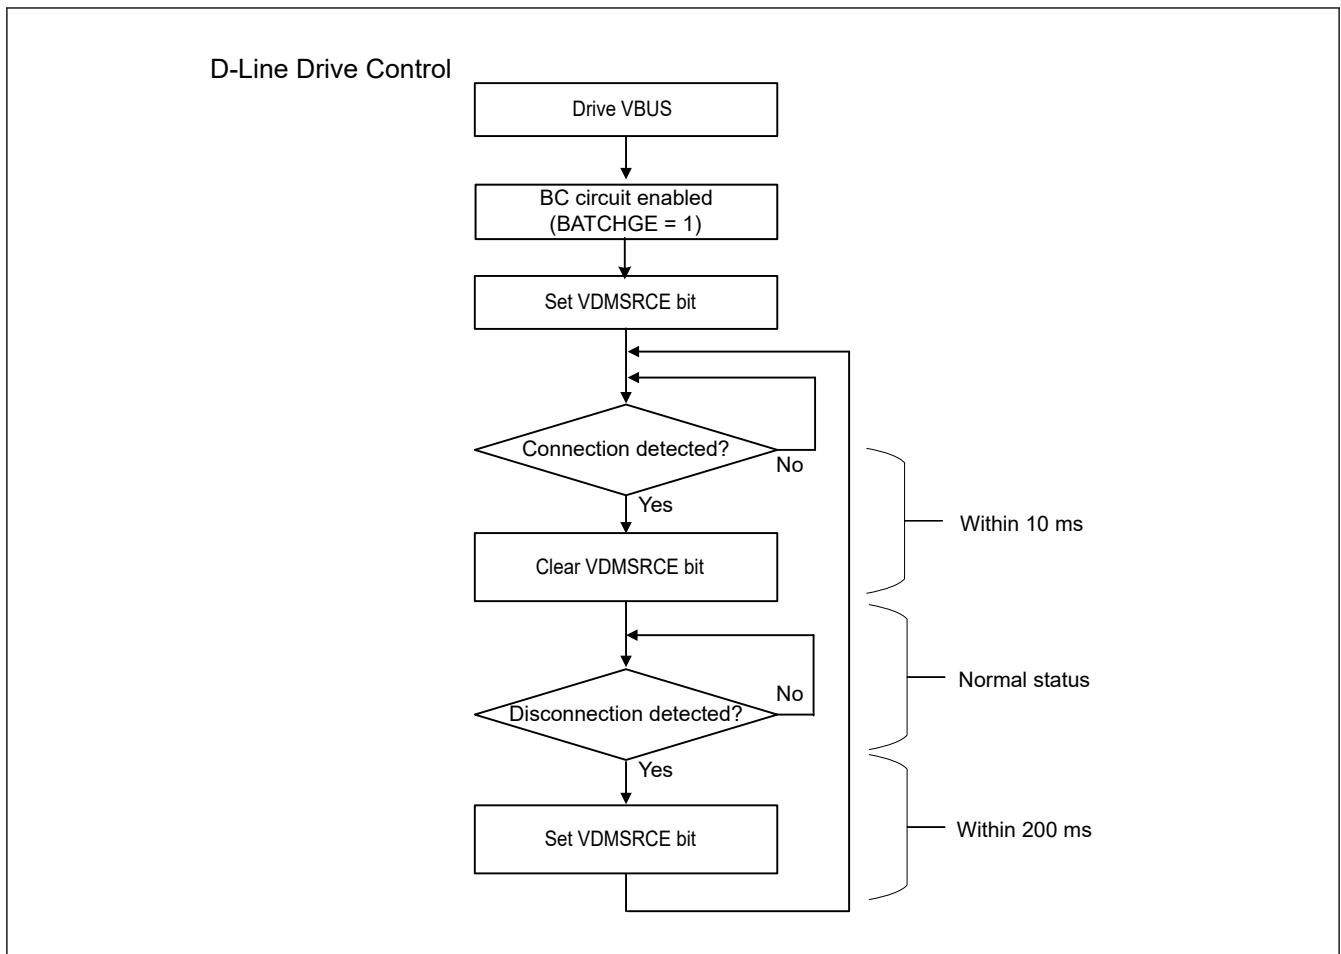 D-Line Drive Control
Drive VBUS
BC circuit enabled
(BATCHGE = 1)
Set VDMSRCE bit
Connection detected?
No
Yes
Within 10 ms
Clear VDMSRCE bit
Normal status
No
Disconnection detected?
Yes
Within 200 ms
Set VDMSRCE bit